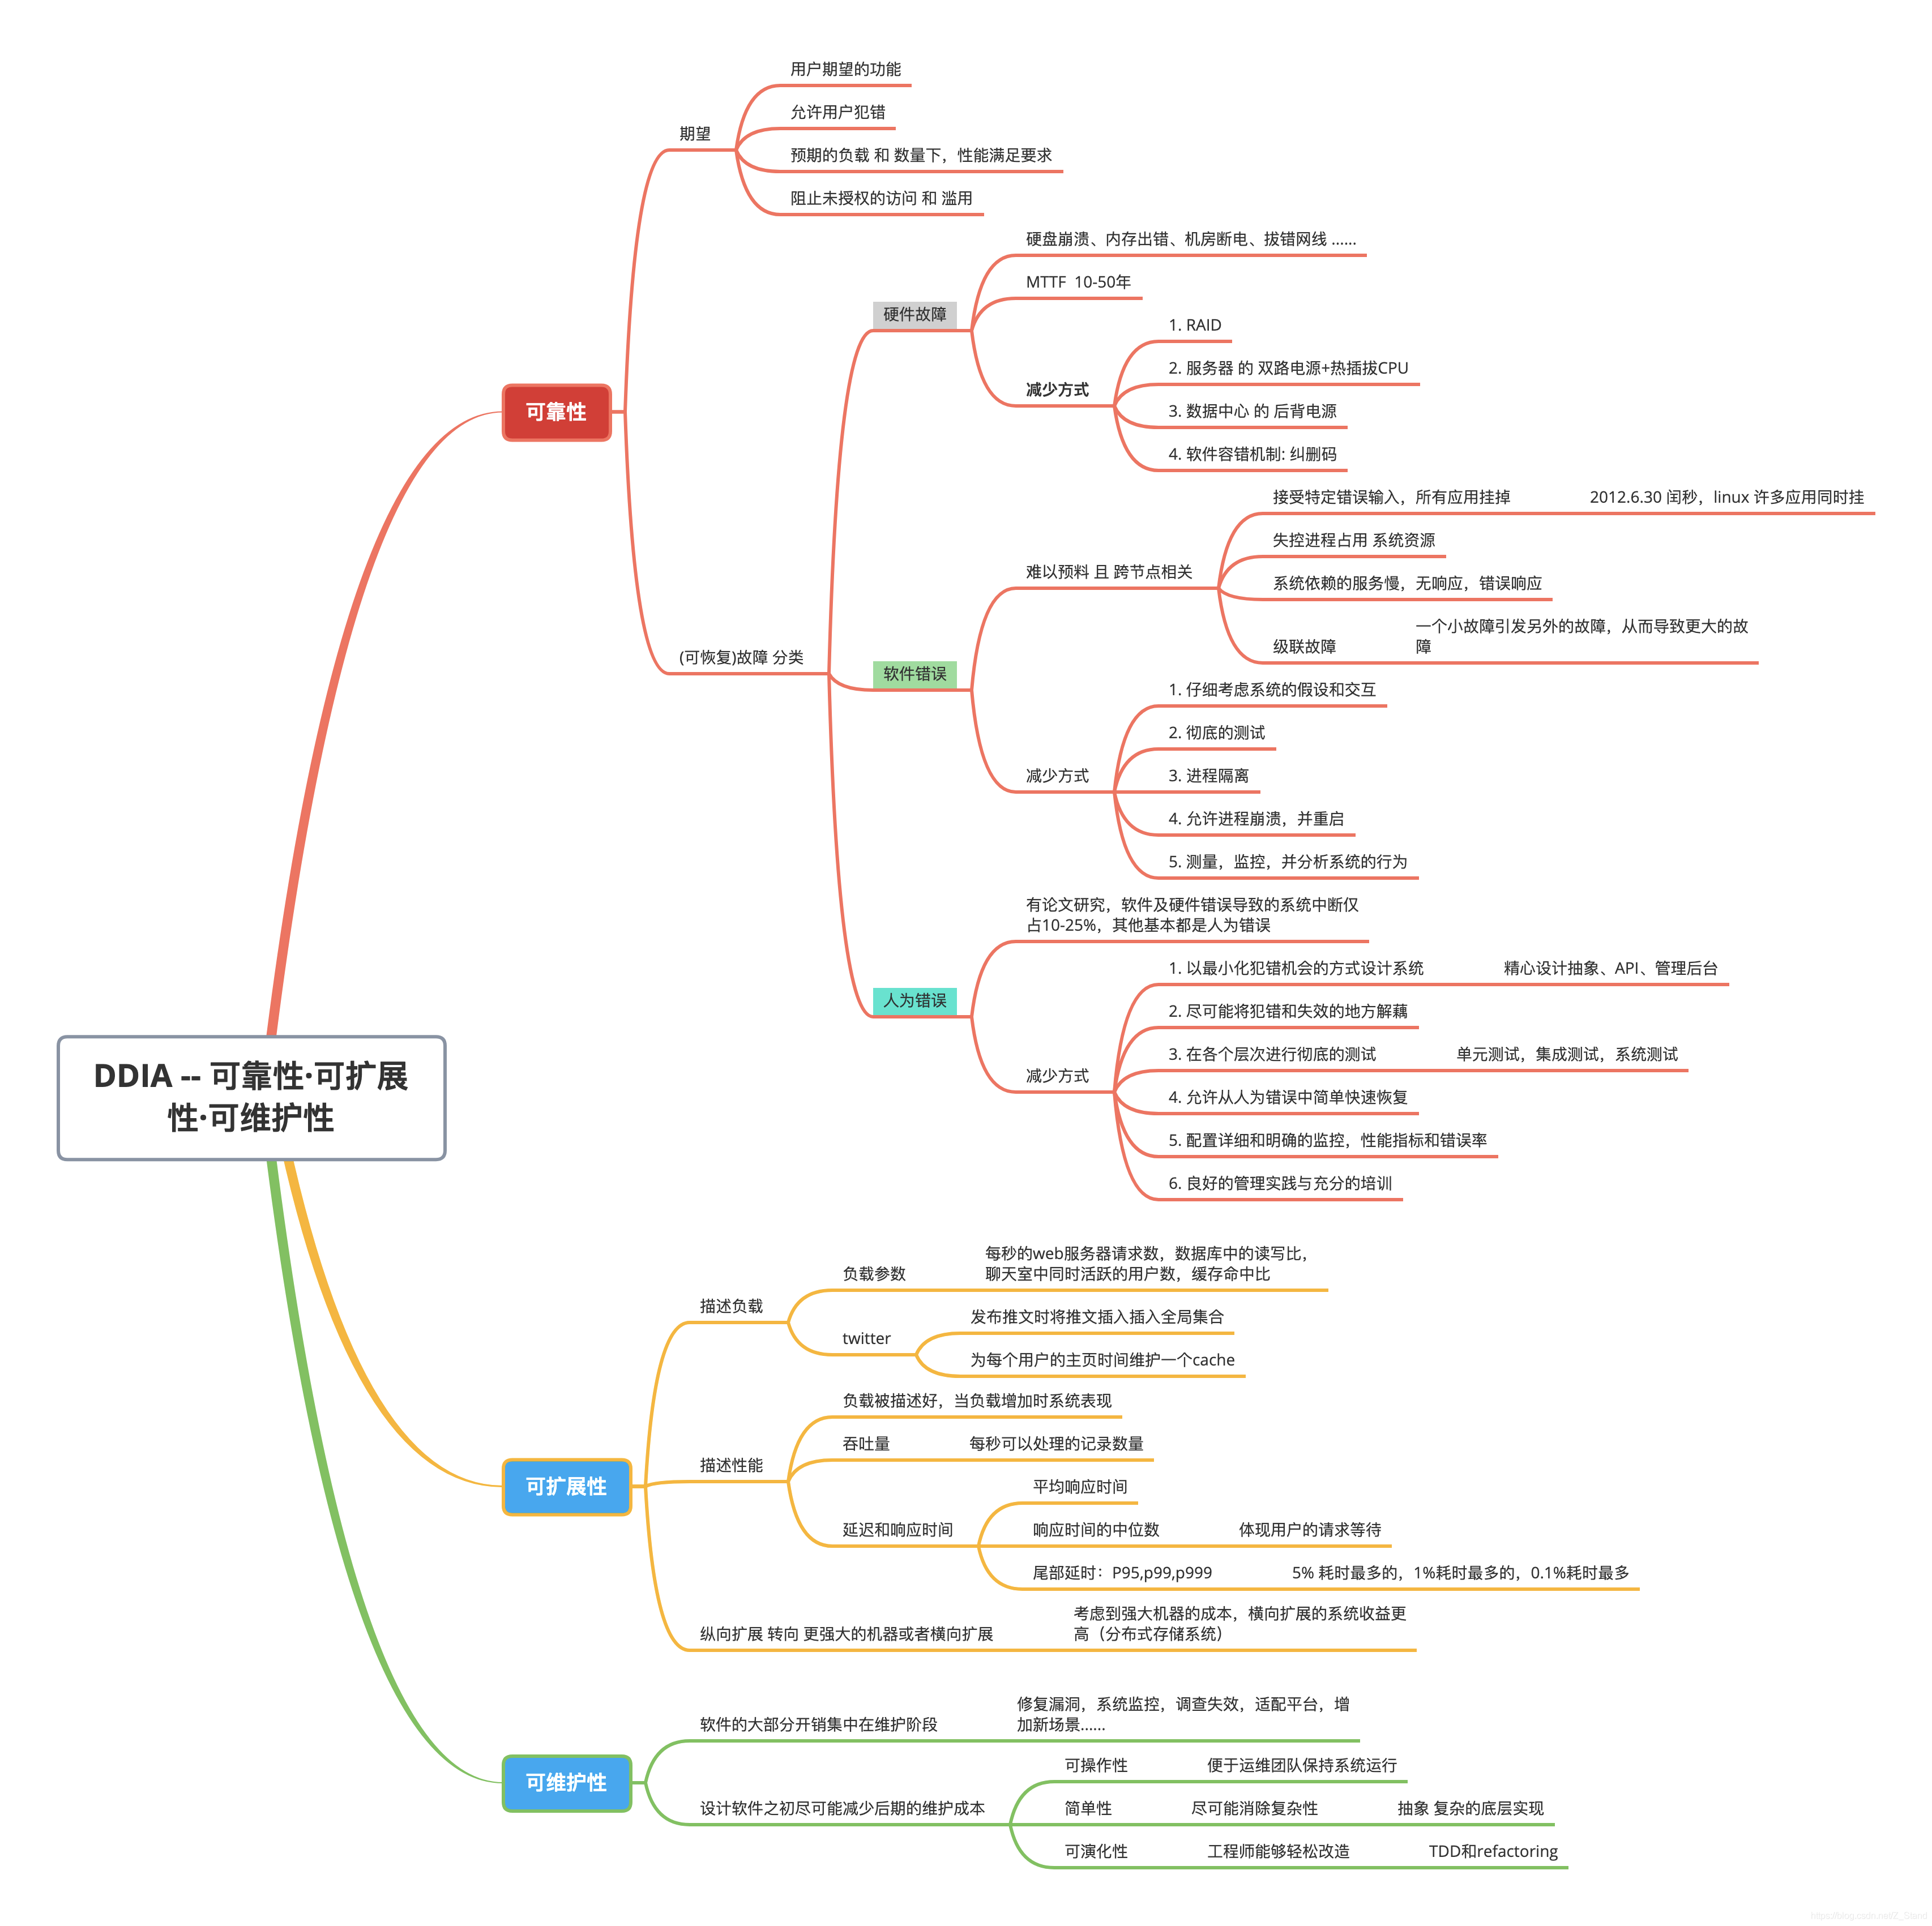 DDIA -- 可靠性·可扩展
性·可维护性
可靠性
期望
用户期望的功能
允许用户犯错
预期的负载 和 数量下，性能满足要求
阻止未授权的访问 和 滥用
(可恢复)故障 分类
硬件故障
硬盘崩溃、内存出错、机房断电、拔错网线 ......
MTTF  10-50年
减少方式
1. RAID
2. 服务器 的 双路电源+热插拔CPU
3. 数据中心 的 后背电源
4. 软件容错机制: 纠删码
软件错误
难以预料 且 跨节点相关
接受特定错误输入，所有应用挂掉
2012.6.30 闰秒，linux 许多应用同时挂
失控进程占用 系统资源
系统依赖的服务慢，无响应，错误响应
级联故障
一个小故障引发另外的故障，从而导致更大的故
障
减少方式
1. 仔细考虑系统的假设和交互
2. 彻底的测试
3. 进程隔离
4. 允许进程崩溃，并重启
5. 测量，监控，并分析系统的行为
人为错误
有论文研究，软件及硬件错误导致的系统中断仅
占10-25%，其他基本都是人为错误
减少方式
1. 以最小化犯错机会的方式设计系统
精心设计抽象、API、管理后台
2. 尽可能将犯错和失效的地方解藕
3. 在各个层次进行彻底的测试
单元测试，集成测试，系统测试
4. 允许从人为错误中简单快速恢复
5. 配置详细和明确的监控，性能指标和错误率
6. 良好的管理实践与充分的培训
可扩展性
描述负载
负载参数
每秒的web服务器请求数，数据库中的读写比，
聊天室中同时活跃的用户数，缓存命中比
twitter
发布推文时将推文插入插入全局集合
为每个用户的主页时间维护一个cache
描述性能
负载被描述好，当负载增加时系统表现
吞吐量
每秒可以处理的记录数量
延迟和响应时间
平均响应时间
响应时间的中位数
体现用户的请求等待
尾部延时：P95,p99,p999
5% 耗时最多的，1%耗时最多的，0.1%耗时最多
纵向扩展 转向 更强大的机器或者横向扩展
考虑到强大机器的成本，横向扩展的系统收益更
高（分布式存储系统）
可维护性
软件的大部分开销集中在维护阶段
修复漏洞，系统监控，调查失效，适配平台，增
加新场景......
设计软件之初尽可能减少后期的维护成本
可操作性
便于运维团队保持系统运行
简单性
尽可能消除复杂性
抽象 复杂的底层实现
可演化性
工程师能够轻松改造
TDD和refactoring